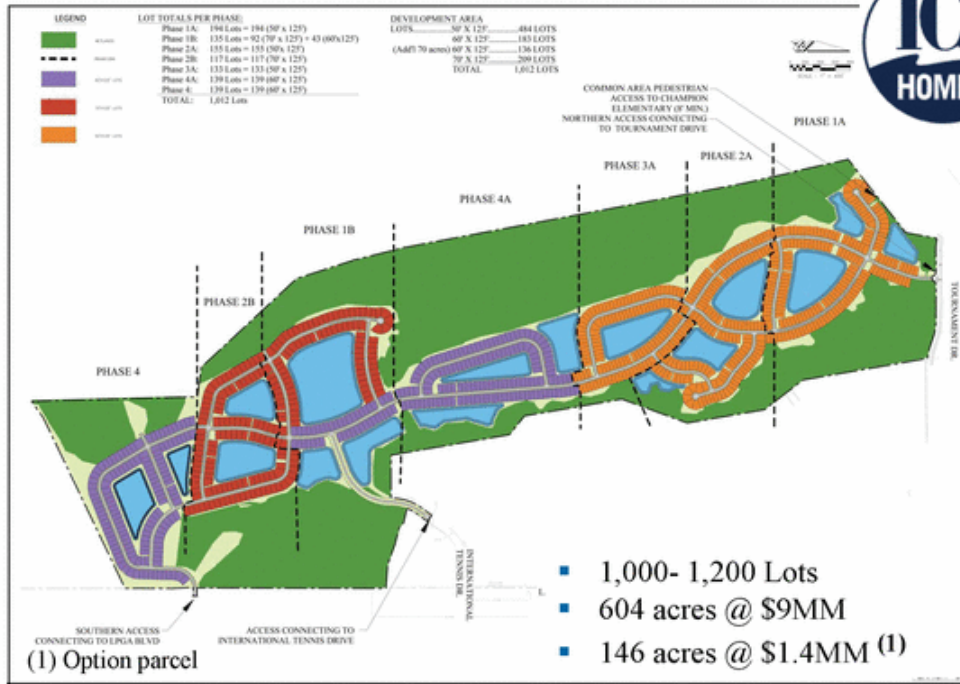 LEGEND
LOT TOTALS PER PHASE:
Phase 1A: 194 Lots = 194 (50' x 125')
Phase 1B: 135 Lots = 92 (70' x 125') + 43 (60'x125')
Phase 2A: 155 Lots = 155 (50'x 125')
Phase 2B: 117 Lots = 117 (70' x 125')
Phase 3A: 133 Lots = 133 (50' x 125')
Phase 4A: 139 Lots = 139 (60' x 125')
Phase 4: 139 Lots = 139 (60' x 125')
TOTAL: 1,012 Lots
DEVELOPMENT AREA
LOTS 50' X 125' 484 LOTS
60' X 125' 183 LOTS
(Add'l 70 acres) 60' X 125' 136 LOTS
70' X 125' 209 LOTS
TOTAL 1,012 LOTS
IC
HOME
COMMON AREA PEDESTRIAN
ACCESS TO CHAMPION
ELEMENTARY (8' MIN.)
NORTHERN ACCESS CONNECTING
TO TOURNAMENT DRIVE
PHASE 1A
PHASE 2A
PHASE 3A
PHASE 4A
PHASE 1B
PHASE 2B
PHASE 4
TOURNAMENT DR.
INTERNATIONAL
TENNIS DR.
SOUTHERN ACCESS
CONNECTING TO LPGA BLVD
ACCESS CONNECTING TO
INTERNATIONAL TENNIS DRIVE
(1) Option parcel
1,000- 1,200 Lots
604 acres @ $9MM
146 acres @ $1.4MM (1)